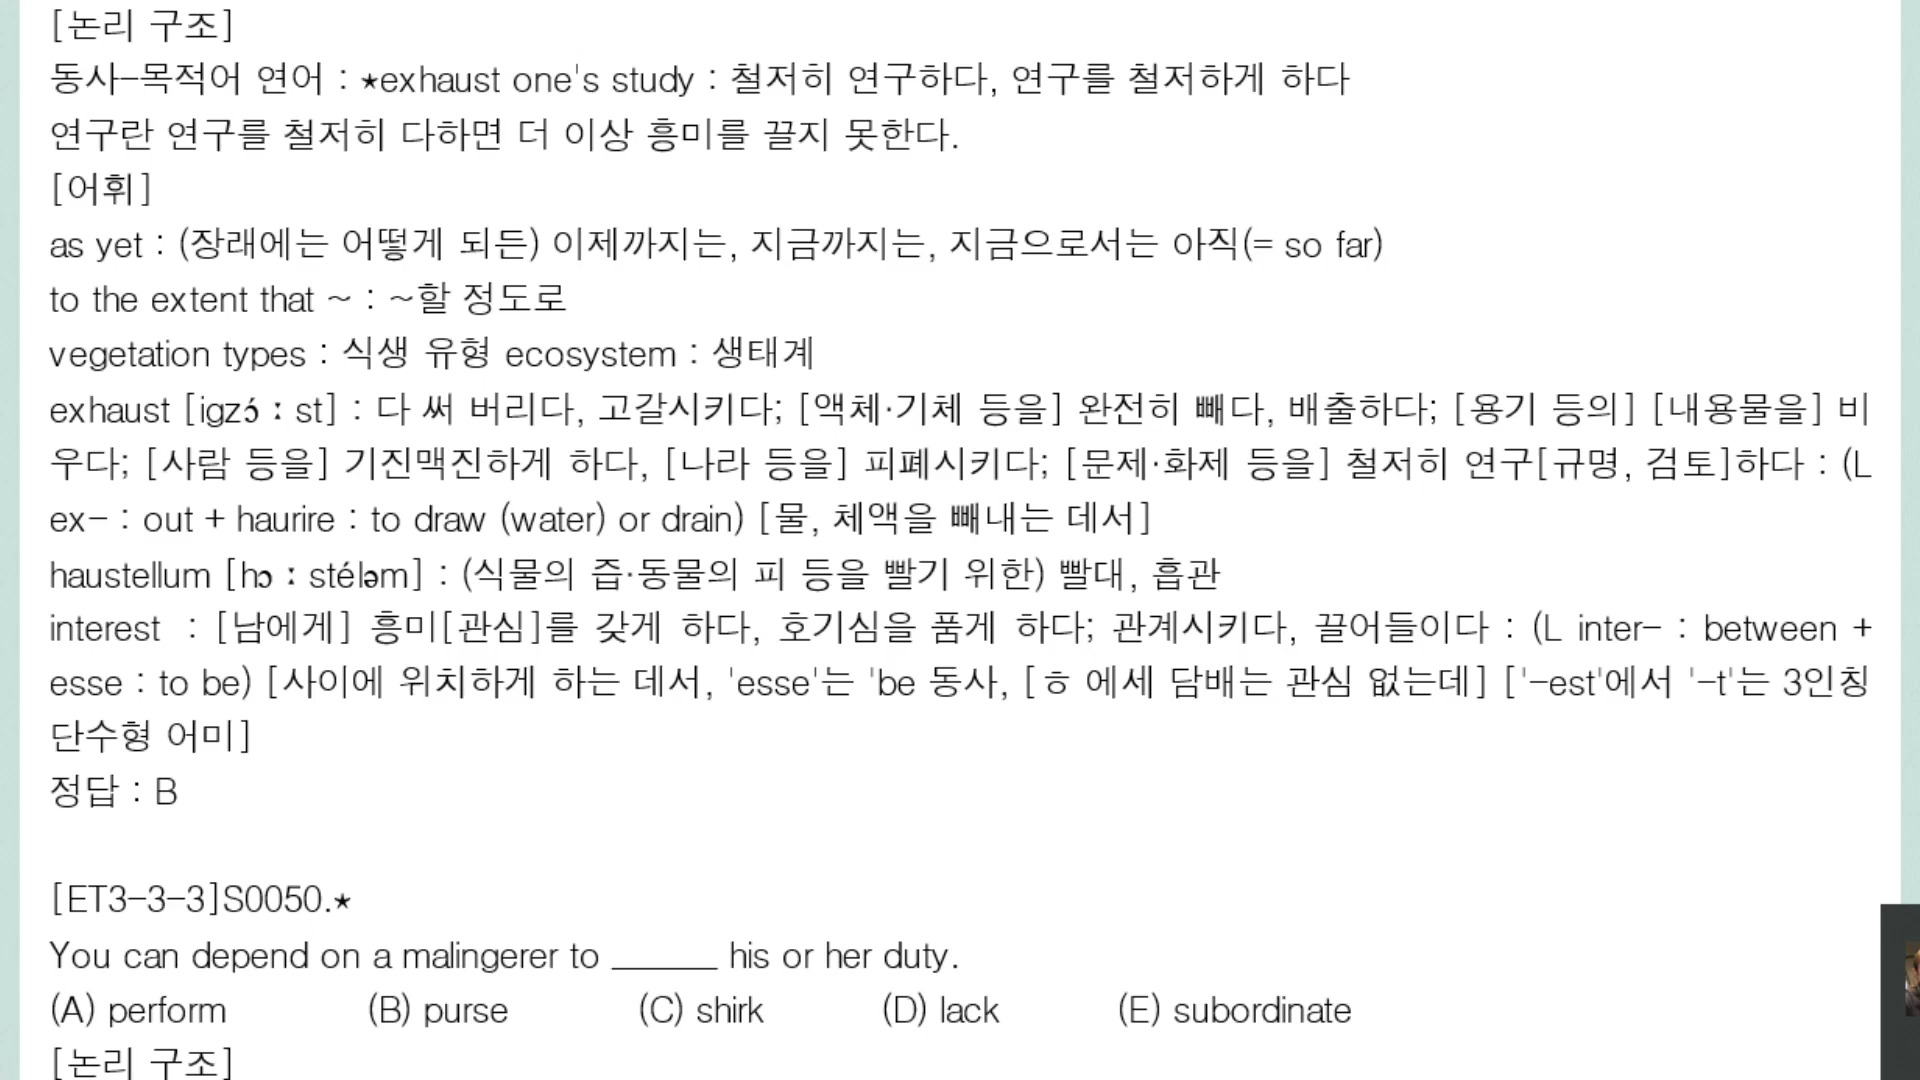 [논리 구조]
동사-목적어 연어 : ★exhaust one's study : 철저히 연구하다, 연구를 철저하게 하다
연구란 연구를 철저히 다하면 더 이상 흥미를 끌지 못한다.
[어휘]
as yet : (장래에는 어떻게 되든) 이제까지는, 지금까지는, 지금으로서는 아직(= so far)
to the extent that ~ : ~할 정도로
vegetation types : 식생 유형 ecosystem : 생태계
exhaust [igzɔ́ : st] : 다 써 버리다, 고갈시키다; [액체·기체 등을] 완전히 빼다, 배출하다; [용기 등의] [내용물을] 비
우다; [사람 등을] 기진맥진하게 하다, [나라 등을] 피폐시키다; [문제·화제 등을] 철저히 연구[규명, 검토]하다 : (L
ex- : out + haurire : to draw (water) or drain) [물, 체액을 빼내는 데서]
haustellum [hɔ : stéləm] : (식물의 즙·동물의 피 등을 빨기 위한) 빨대, 흡관
interest : [남에게] 흥미[관심]를 갖게 하다, 호기심을 품게 하다; 관계시키다, 끌어들이다 : (L inter- : between +
esse : to be) [사이에 위치하게 하는 데서, 'esse'는 'be 동사, [ㅎ 에세 담배는 관심 없는데] ['-est'에서 '-t'는 3인칭
단수형 어미]
정답 : B
[ET3-3-3]S0050.★
You can depend on a malingerer to ______ his or her duty.
(A) perform (B) purse (C) shirk (D) lack (E) subordinate
[논리 구조]